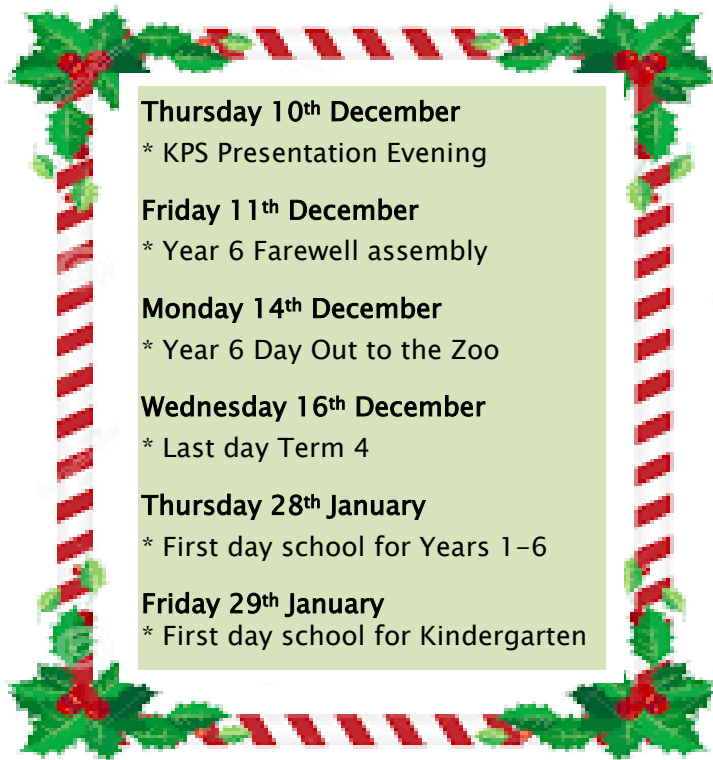 Thursday 10th December
* KPS Presentation Evening
Friday 11th December
* Year 6 Farewell assembly
Monday 14th December
* Year 6 Day Out to the Zoo
Wednesday 16th December
* Last day Term 4
Thursday 28th January
* First day school for Years 1-6
Friday 29th January
* First day school for Kindergarten